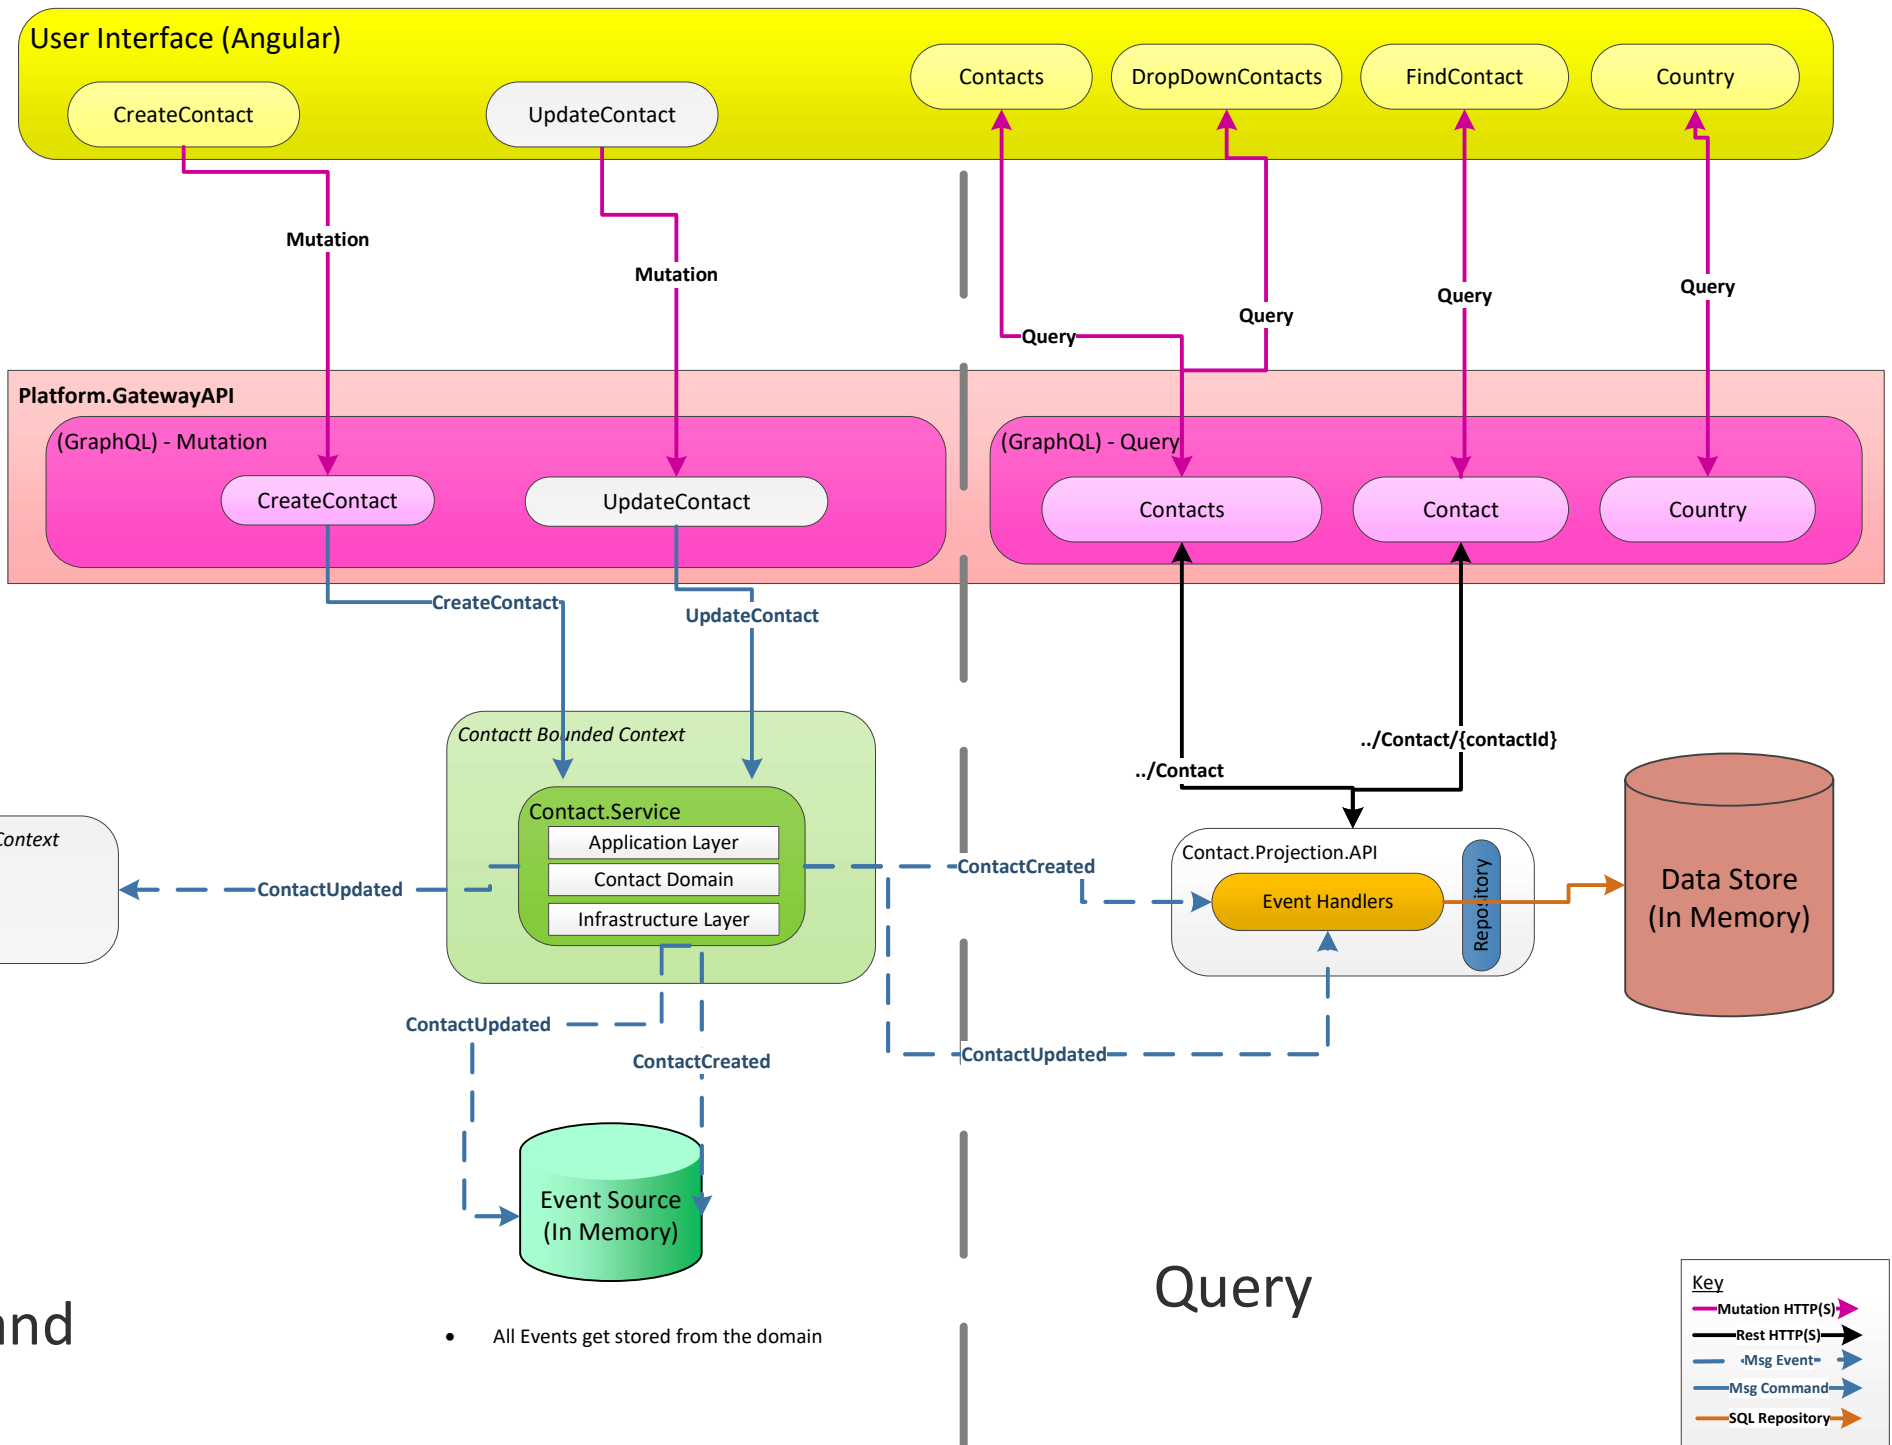 User Interface (Angular)
Contacts
DropDownContacts
FindContact
Country
CreateContact
UpdateContact
Mutation
Mutation
Query
Query
Query
Query
Platform.GatewayAPI
(GraphQL) - Mutation
(GraphQL) - Query
CreateContact
UpdateContact
Contacts
Contact
Country
CreateContact
UpdateContact
Contactt Bounded Context
../Contact/{contactId}
../Contact
Contact.Service
Application Layer
Contact Domain
Infrastructure Layer
Context
ContactUpdated
ContactCreated
Contact.Projection.API
Event Handlers
Repository
Data Store
(In Memory)
ContactUpdated
ContactCreated
ContactUpdated
Event Source
(In Memory)
Query
• All Events get stored from the domain
Key
Mutation HTTP(S)
Rest HTTP(S)
Msg Event
Msg Command
SQL Repository